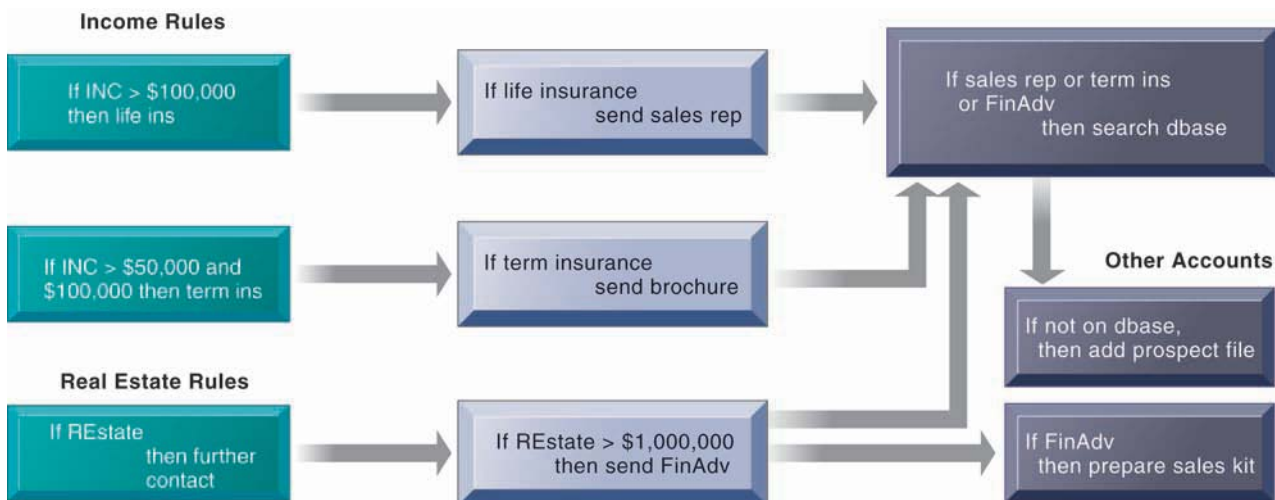 Income Rules
If INC > $100,000
then life ins
If life insurance
send sales rep
If sales rep or term ins
or FinAdv
then search dbase
If INC > $50,000 and
$100,000 then term ins
If term insurance
send brochure
Other Accounts
If not on dbase,
then add prospect file
Real Estate Rules
If REstate
then further
contact
If REstate > $1,000,000
then send FinAdv
If FinAdv
then prepare sales kit